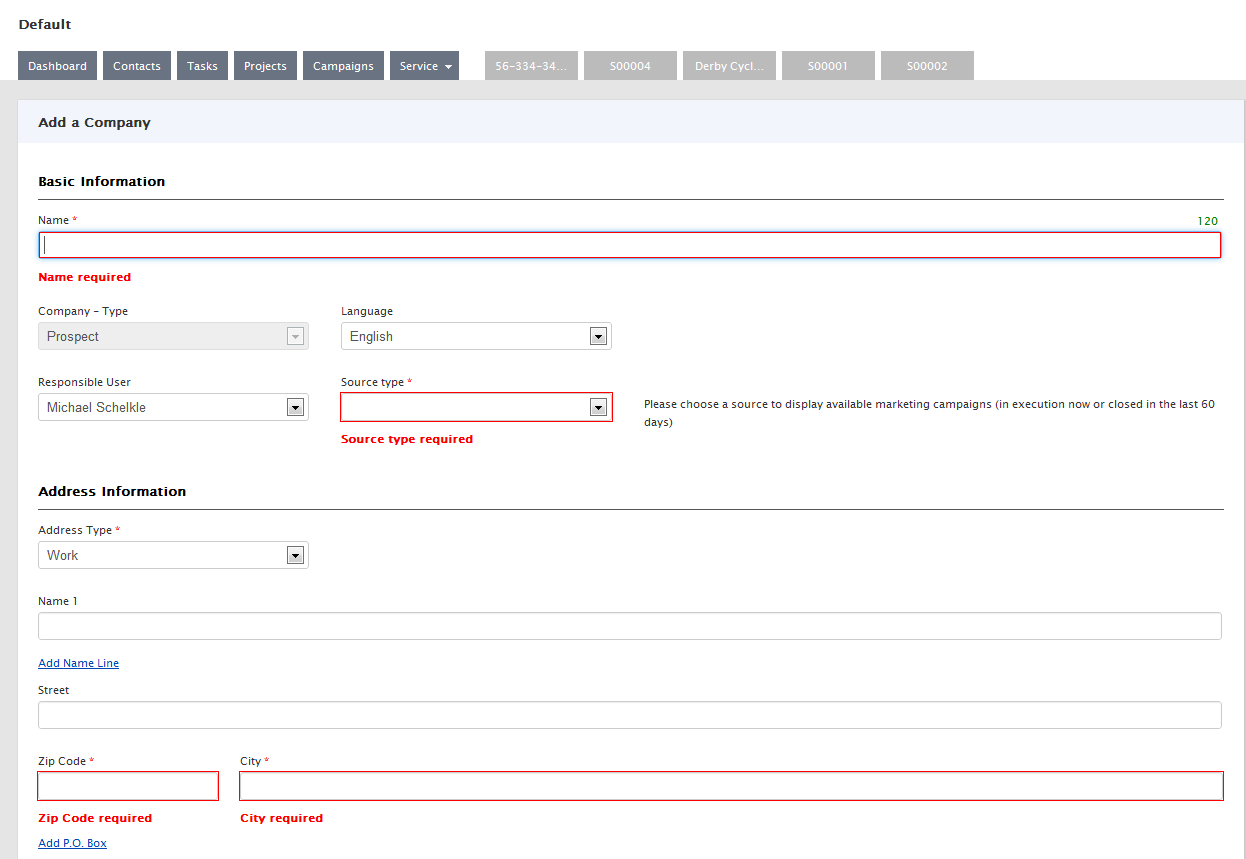 Default
Dashboard Contacts Tasks Projects Campaigns Service 56-334-34... S00004 Derby Cycl... S00001 S00002
Add a Company
Basic Information
Name * 120
Name required
Company - Type Language
Prospect English
Responsible User Source type *
Michael Schelkle Please choose a source to display available marketing campaigns (in execution now or closed in the last 60
days)
Source type required
Address Information
Address Type *
Work
Name 1
Add Name Line
Street
Zip Code * City *
Zip Code required City required
Add P.O. Box